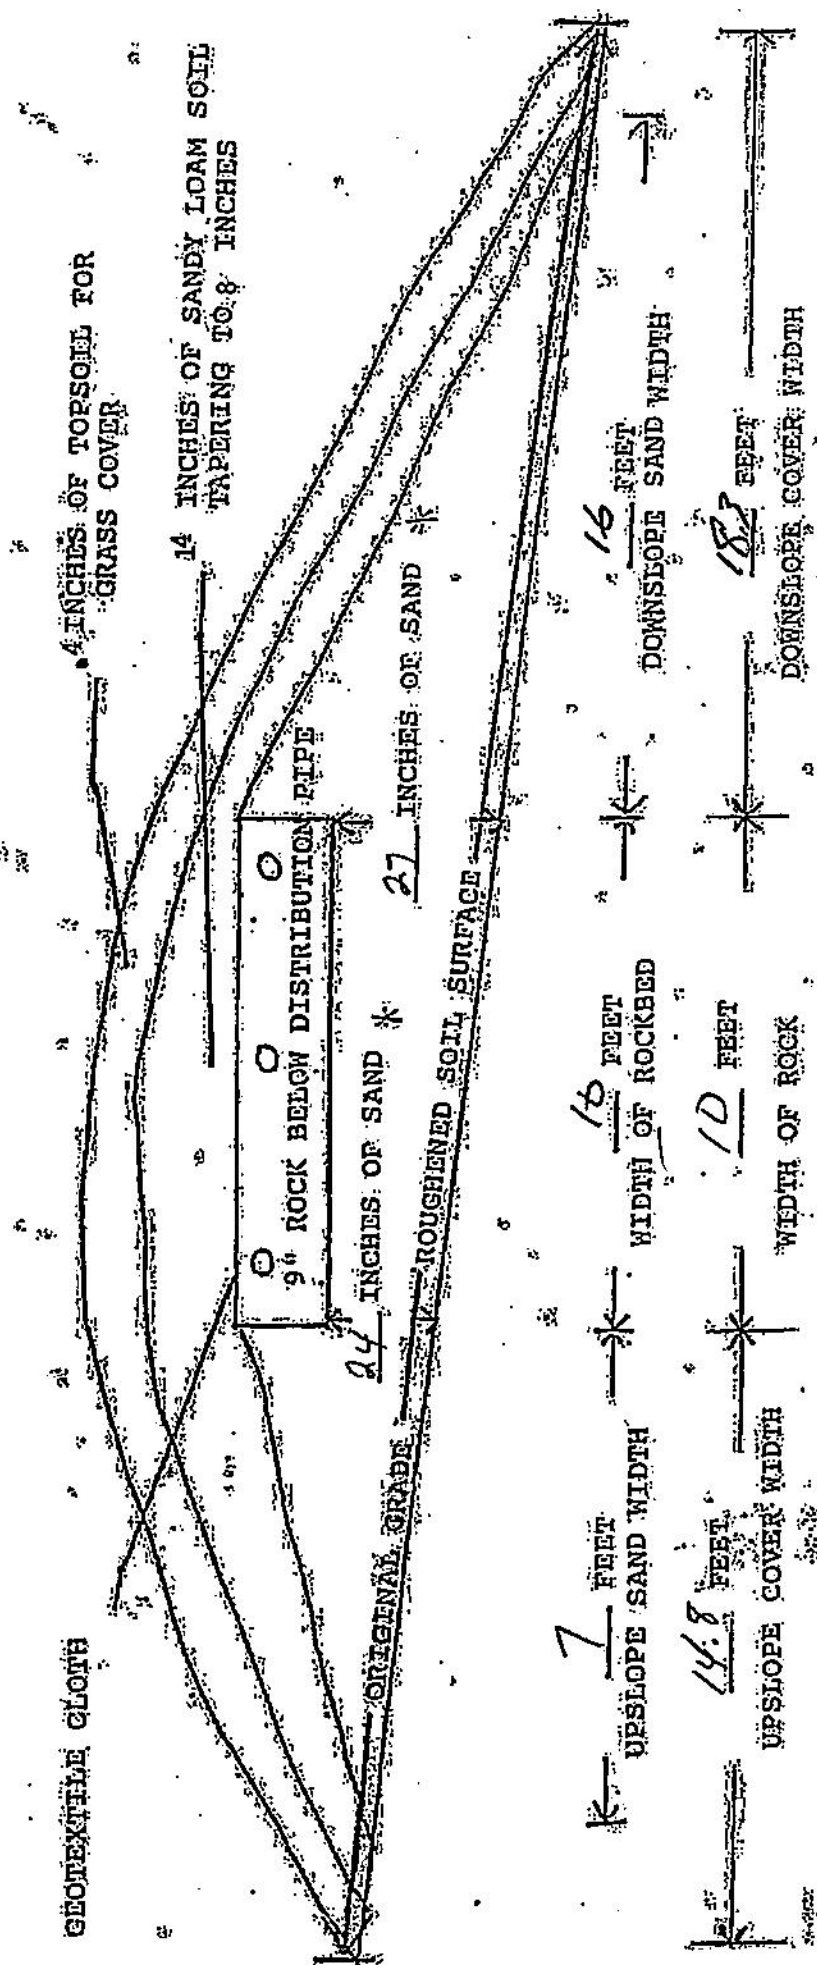 GEOTEXTILE CLOTH
4 INCHES OF TOPSOIL FOR
GRASS COVER
14 INCHES OF SANDY LOAM SOIL
TAPERING TO 8 INCHES
9" ROCK BELOW DISTRIBUTION PIPE
24 INCHES OF SAND *
27 INCHES OF SAND *
ORIGINAL GRADE
ROUGHENED SOIL SURFACE
7 FEET
UPSLOPE SAND WIDTH
10 FEET
WIDTH OF ROCKBED
16 FEET
DOWNSLOPE SAND WIDTH
14.8 FEET
UPSLOPE COVER WIDTH
10 FEET
WIDTH OF ROCK
18.3 FEET
DOWNSLOPE COVER WIDTH